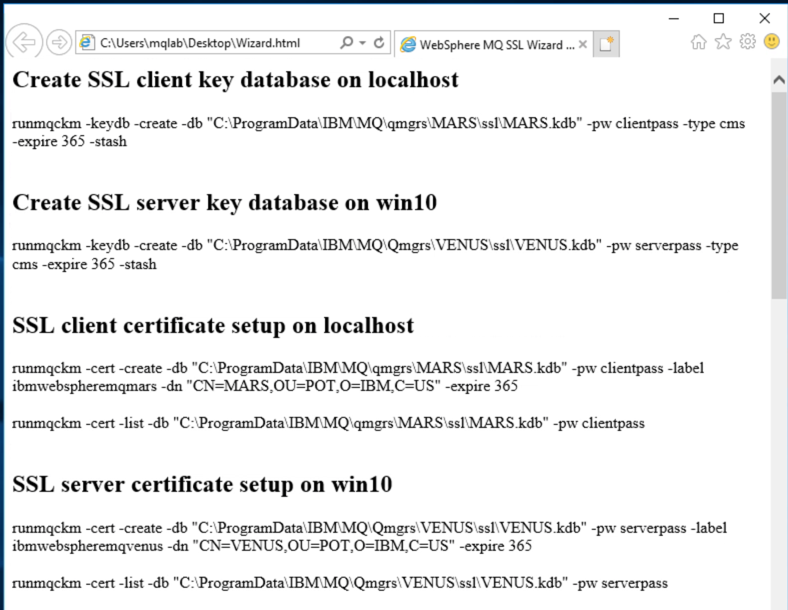 C:\Users\mqlab\Desktop\Wizard.html
WebSphere MQ SSL Wizard ...
Create SSL client key database on localhost
runmqckm -keydb -create -db "C:\ProgramData\IBM\MQ\qmgrs\MARS\ssl\MARS.kdb" -pw clientpass -type cms
-expire 365 -stash
Create SSL server key database on win10
runmqckm -keydb -create -db "C:\ProgramData\IBM\MQ\Qmgrs\VENUS\ssl\VENUS.kdb" -pw serverpass -type
cms -expire 365 -stash
SSL client certificate setup on localhost
runmqckm -cert -create -db "C:\ProgramData\IBM\MQ\qmgrs\MARS\ssl\MARS.kdb" -pw clientpass -label
ibmwebspheremqmars -dn "CN=MARS,OU=POT,O=IBM,C=US" -expire 365
runmqckm -cert -list -db "C:\ProgramData\IBM\MQ\qmgrs\MARS\ssl\MARS.kdb" -pw clientpass
SSL server certificate setup on win10
runmqckm -cert -create -db "C:\ProgramData\IBM\MQ\Qmgrs\VENUS\ssl\VENUS.kdb" -pw serverpass -label
ibmwebspheremqvenus -dn "CN=VENUS,OU=POT,O=IBM,C=US" -expire 365
runmqckm -cert -list -db "C:\ProgramData\IBM\MQ\Qmgrs\VENUS\ssl\VENUS.kdb" -pw serverpass